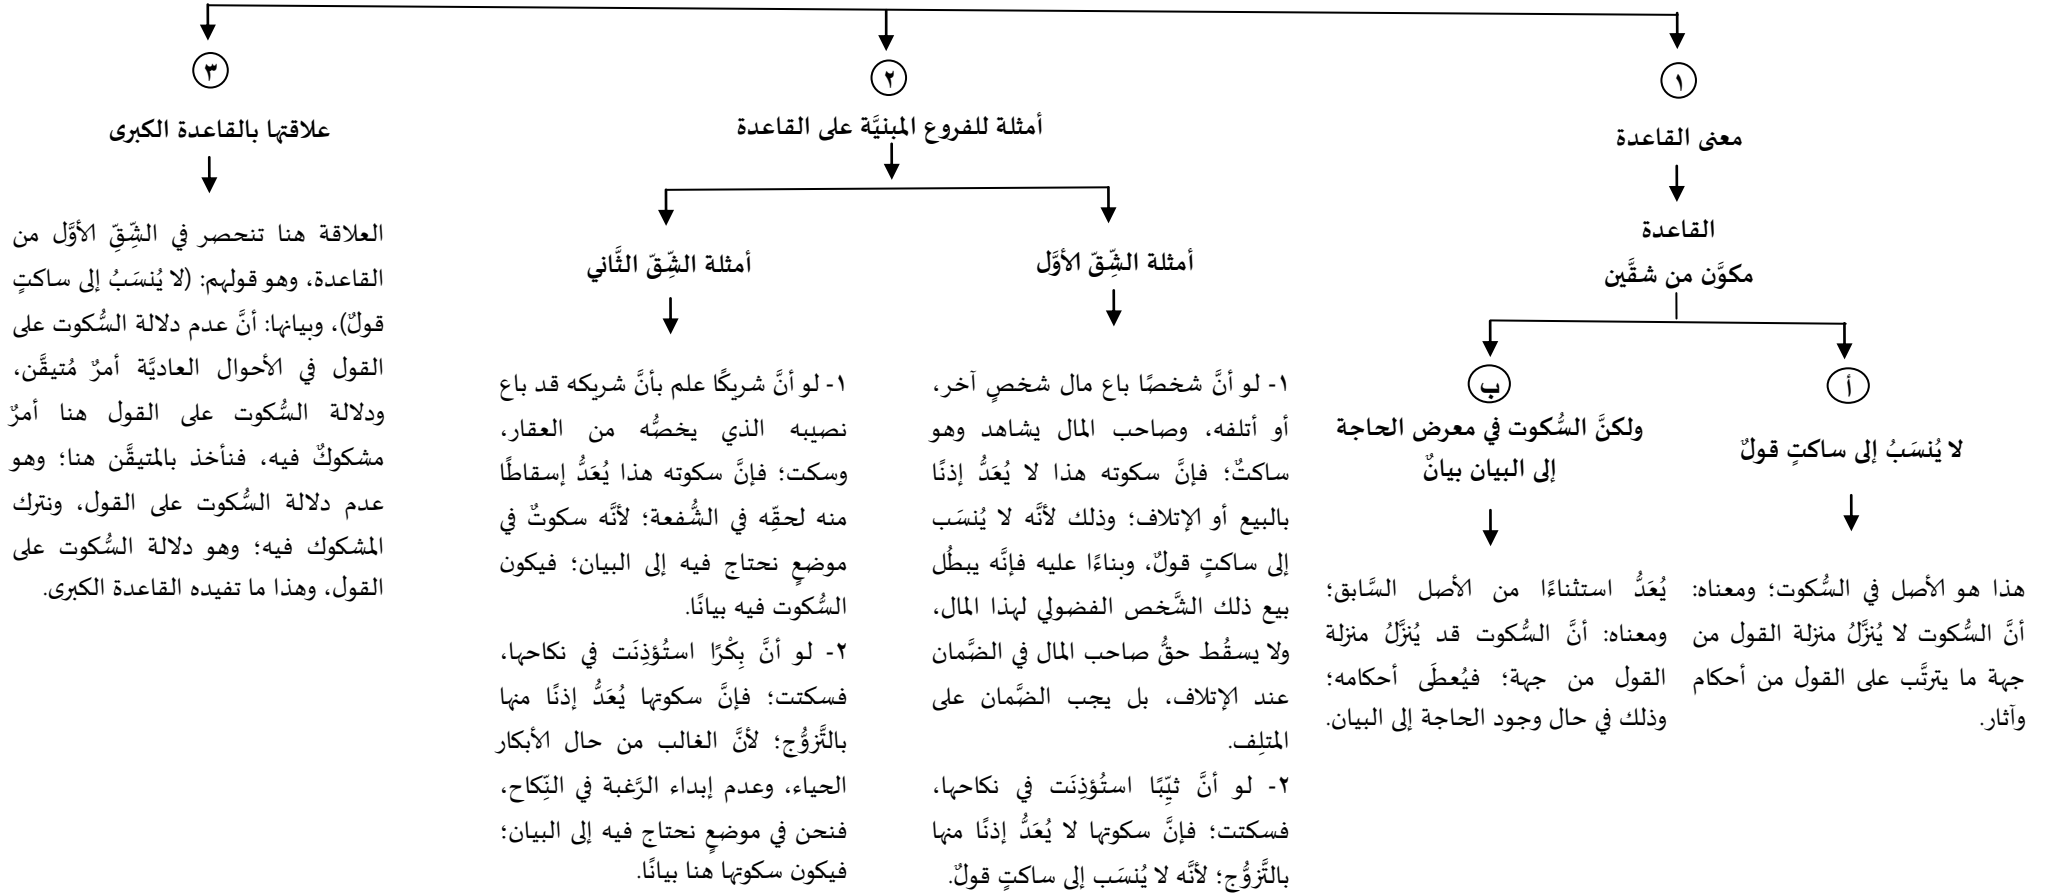 ١
معنى القاعدة
القاعدة
مكوَّن من شقَّين
أ
لا يُنسَبُ إلى ساكتٍ قولٌ
هذا هو الأصل في السُّكوت؛ ومعناه:
أنَّ السُّكوت لا يُنزَّلُ منزلة القول من
جهة ما يترتَّب على القول من أحكام
وآثار.
ب
ولكنَّ السُّكوت في معرض الحاجة
إلى البيان بيانٌ
يُعَدُّ استثناءًا من الأصل السَّابق؛
ومعناه: أنَّ السُّكوت قد يُنزَّلُ منزلة
القول من جهة؛ فيُعطَى أحكامه؛
وذلك في حال وجود الحاجة إلى البيان.
٢
أمثلة للفروع المبنيَّة على القاعدة
أمثلة الشِّقّ الأوَّل
١- لو أنَّ شخصًا باع مال شخصٍ آخر،
أو أتلفه، وصاحب المال يشاهد وهو
ساكتٌ؛ فإنَّ سكوته هذا لا يُعَدُّ إذنًا
بالبيع أو الإتلاف؛ وذلك لأنَّه لا يُنسَب
إلى ساكتٍ قولٌ، وبناءًا عليه فإنَّه يبطُل
بيع ذلك الشَّخص الفضولي لهذا المال،
ولا يسقُط حقُّ صاحب المال في الضَّمان
عند الإتلاف، بل يجب الضَّمان على
المتلِف.
٢- لو أنَّ ثيِّبًا استُؤذِنَت في نكاحها،
فسكتت؛ فإنَّ سكوتها لا يُعَدُّ إذنًا منها
بالتَّزوُّج؛ لأنَّه لا يُنسَب إلى ساكتٍ قولٌ.
أمثلة الشِّقّ الثَّاني
١- لو أنَّ شريكًا علم بأنَّ شريكه قد باع
نصيبه الذي يخصُّه من العقار،
وسكت؛ فإنَّ سكوته هذا يُعَدُّ إسقاطًا
منه لحقِّه في الشُّفعة؛ لأنَّه سكوتٌ في
موضعٍ نحتاج فيه إلى البيان؛ فيكون
السُّكوت فيه بيانًا.
٢- لو أنَّ بِكْرًا استُؤذِنَت في نكاحها،
فسكتت؛ فإنَّ سكوتها يُعَدُّ إذنًا منها
بالتَّزوُّج؛ لأنَّ الغالب من حال الأبكار
الحياء، وعدم إبداء الرَّغبة في النِّكاح،
فنحن في موضعٍ نحتاج فيه إلى البيان؛
فيكون سكوتها هنا بيانًا.
٣
علاقتها بالقاعدة الكبرى
العلاقة هنا تنحصر في الشِّقِّ الأوَّل من
القاعدة، وهو قولهم: (لا يُنسَبُ إلى ساكتٍ
قولٌ)، وبيانها: أنَّ عدم دلالة السُّكوت على
القول في الأحوال العاديَّة أمرٌ مُتيقَّن،
ودلالة السُّكوت على القول هنا أمرٌ
مشكوكٌ فيه، فنأخذ بالمتيقَّن هنا؛ وهو
عدم دلالة السُّكوت على القول، ونترك
المشكوك فيه؛ وهو دلالة السُّكوت على
القول، وهذا ما تفيده القاعدة الكبرى.